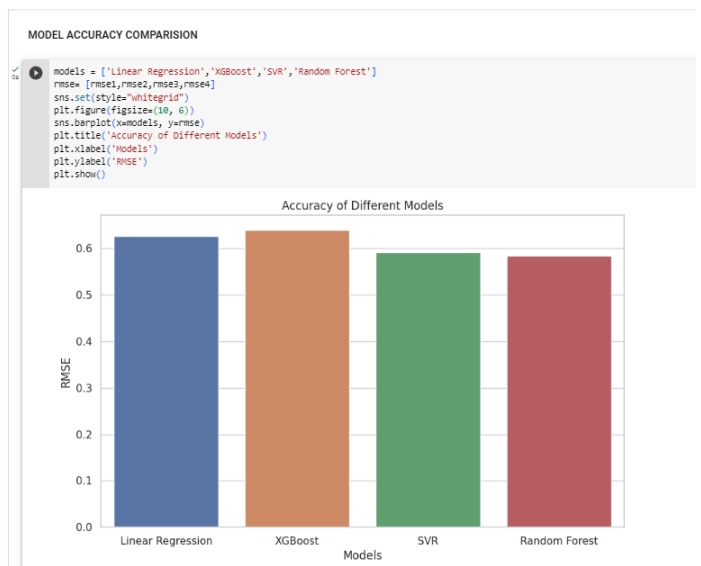 MODEL ACCURACY COMPARISION
0s
models = ['Linear Regression','XGBoost','SVR','Random Forest']
rmse= [rmse1,rmse2,rmse3,rmse4]
sns.set(style="whitegrid")
plt.figure(figsize=(10, 6))
sns.barplot(x=models, y=rmse)
plt.title('Accuracy of Different Models')
plt.xlabel('Models')
plt.ylabel('RMSE')
plt.show()
Accuracy of Different Models
0.6
0.5
0.4
0.3
0.2
0.1
0.0
RMSE
Linear Regression XGBoost SVR Random Forest
Models